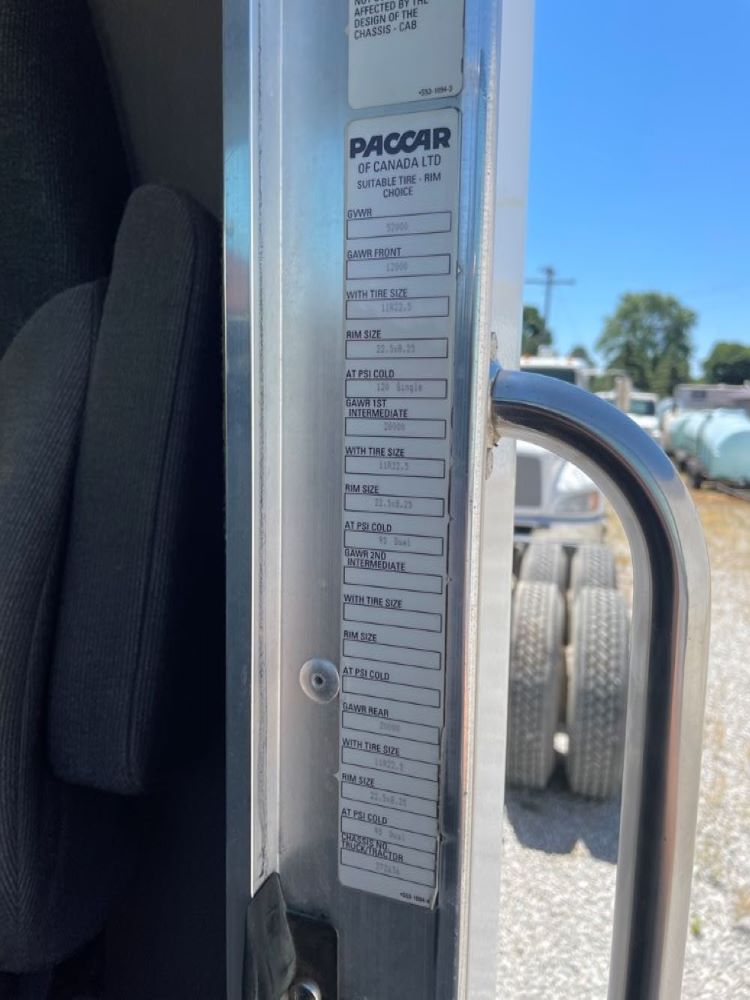 AFFECTED BY THE
DESIGN OF THE
CHASSIS - CAB
PACCAR
OF CANADA LTD
SUITABLE TIRE - RIM
CHOICE
GVWR
52000
GAWR FRONT
12000
WITH TIRE SIZE
11R22.5
RIM SIZE
22.5x8.25
AT PSI COLD
120 Single
GAWR 1ST
INTERMEDIATE
20000
WITH TIRE SIZE
11R22.5
RIM SIZE
22.5x8.25
AT PSI COLD
95 Dual
GAWR 2ND
INTERMEDIATE
WITH TIRE SIZE
RIM SIZE
AT PSI COLD
GAWR REAR
20000
WITH TIRE SIZE
11R22.5
RIM SIZE
22.5x8.25
AT PSI COLD
95 Dual
CHASSIS NO.
TRUCK/TRACTOR